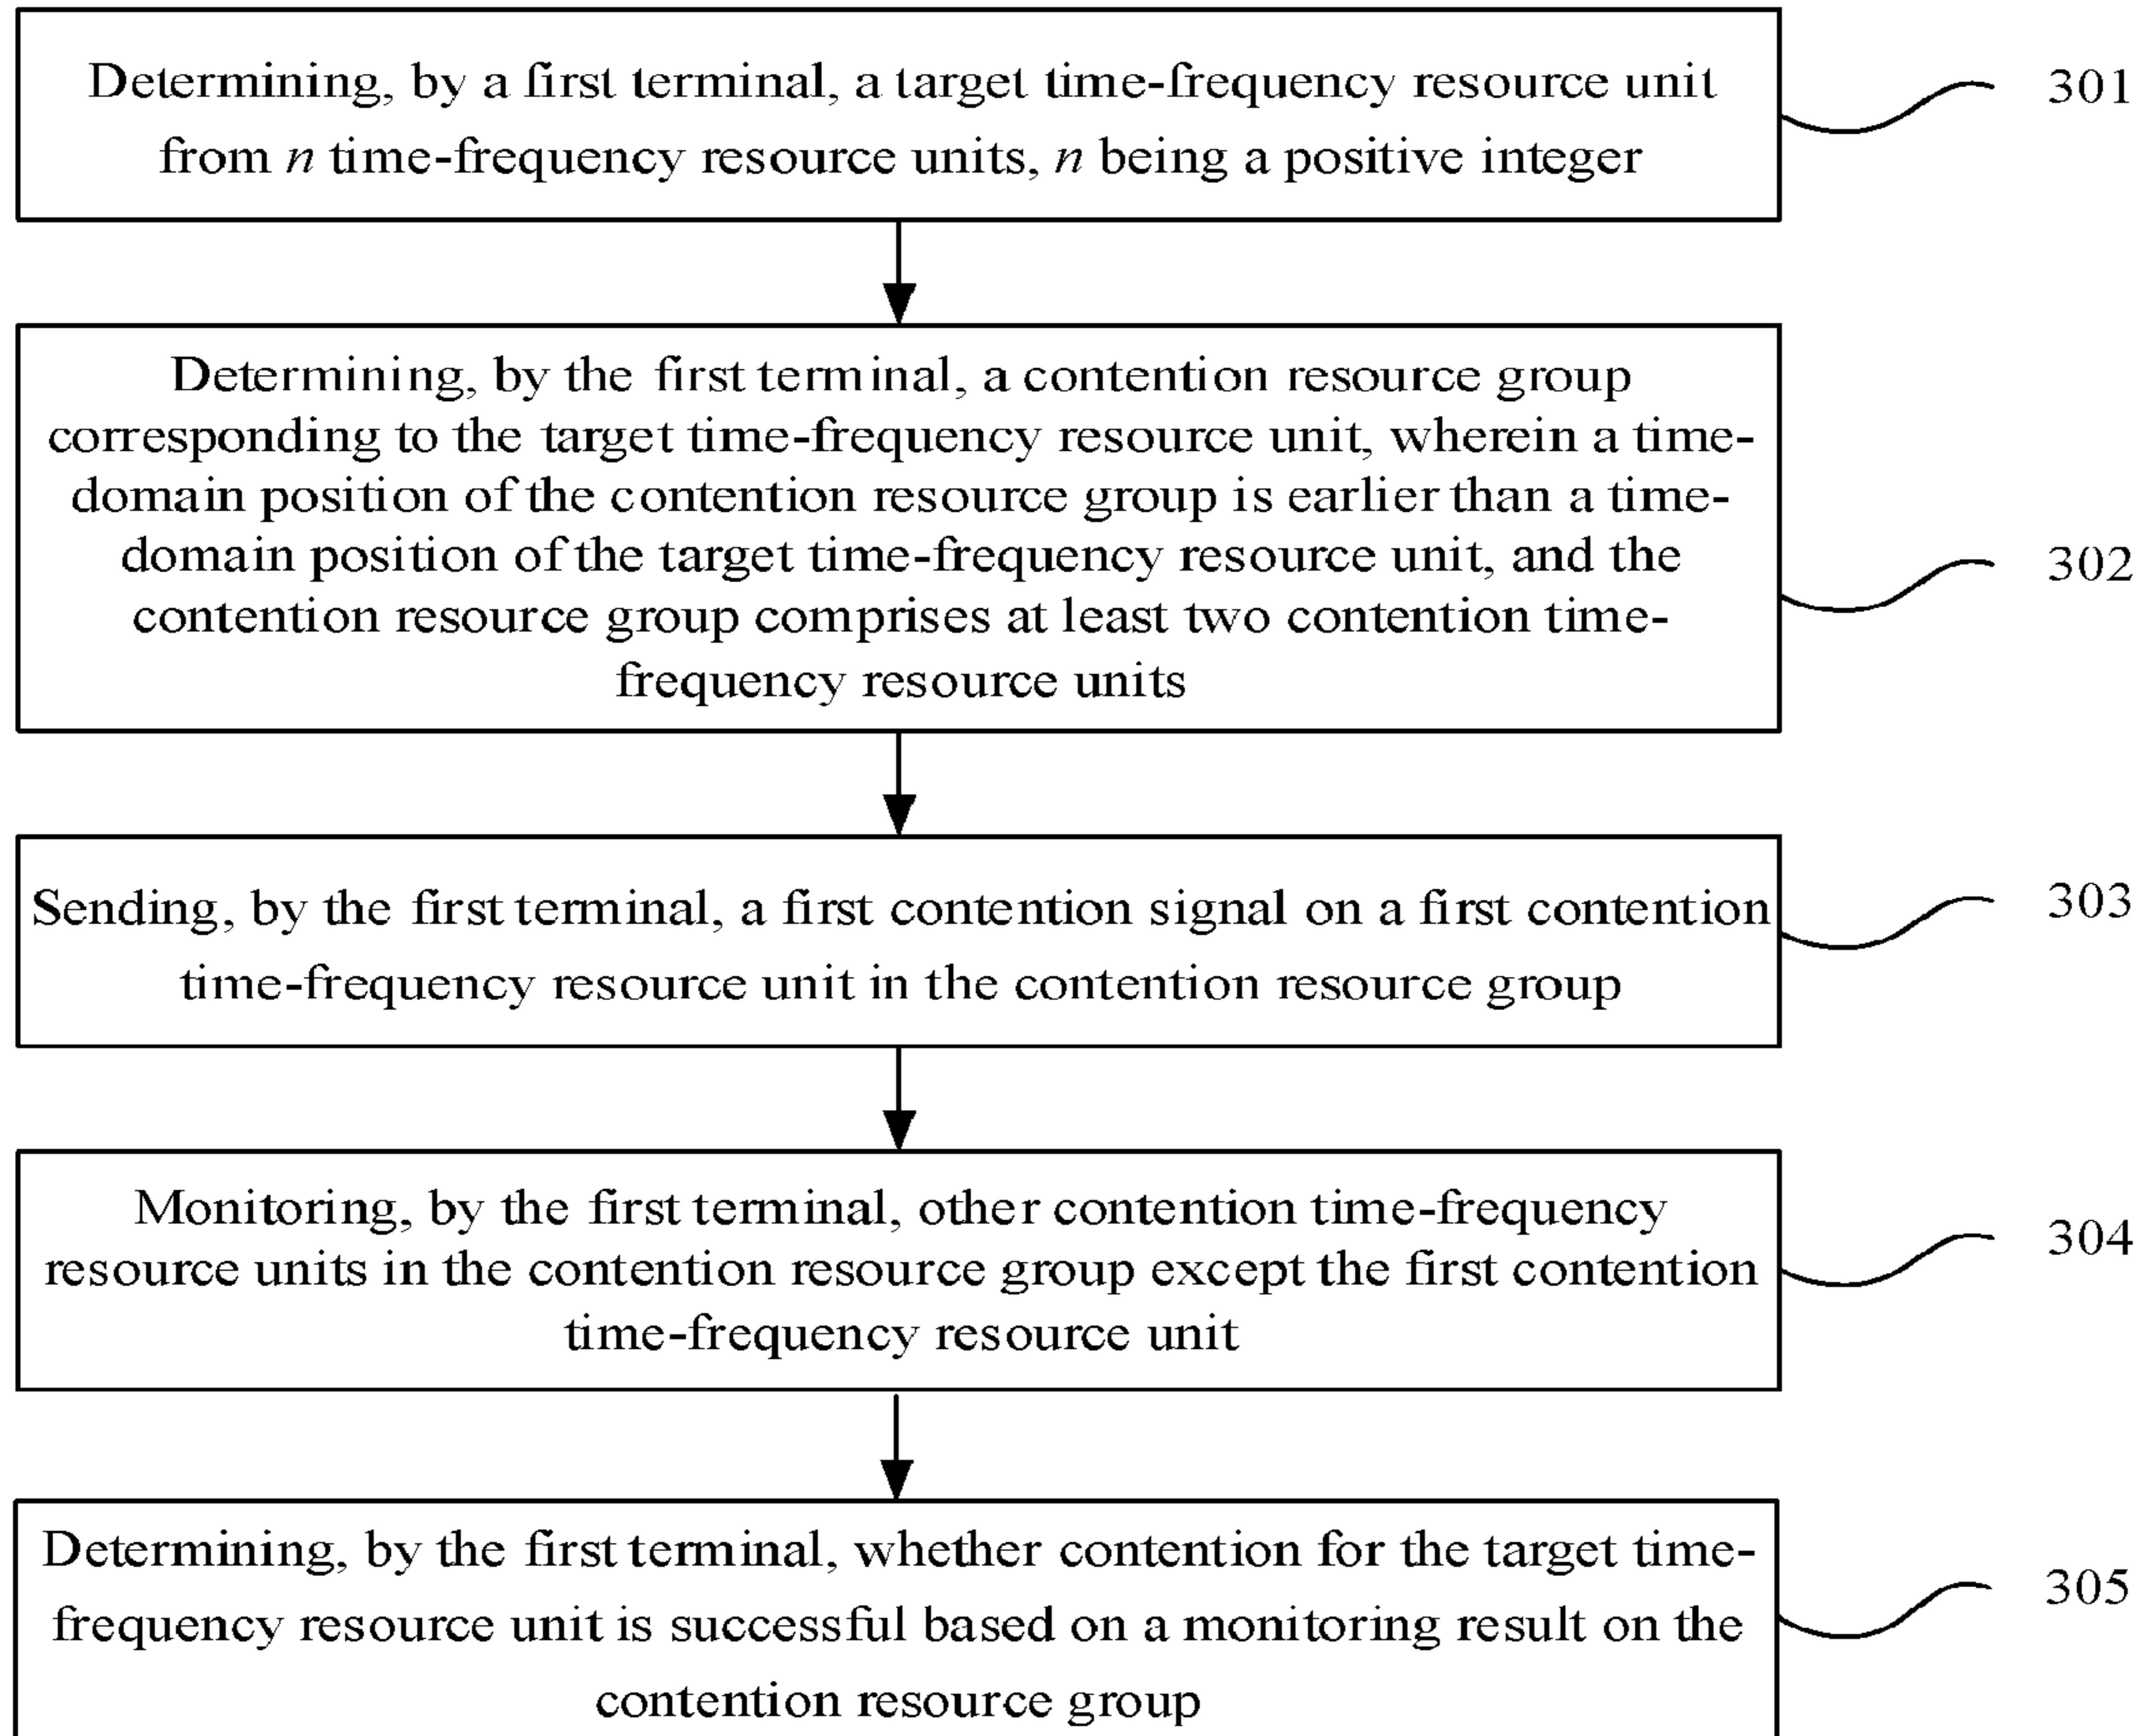 Determining, by a first terminal, a target time-frequency resource unit
from n time-frequency resource units, n being a positive integer
301
Determining, by the first terminal, a contention resource group
corresponding to the target time-frequency resource unit, wherein a time-
domain position of the contention resource group is earlier than a time-
domain position of the target time-frequency resource unit, and the
contention resource group comprises at least two contention time-
frequency resource units
302
Sending, by the first terminal, a first contention signal on a first contention
time-frequency resource unit in the contention resource group
303
Monitoring, by the first terminal, other contention time-frequency
resource units in the contention resource group except the first contention
time-frequency resource unit
304
Determining, by the first terminal, whether contention for the target time-
frequency resource unit is successful based on a monitoring result on the
contention resource group
305